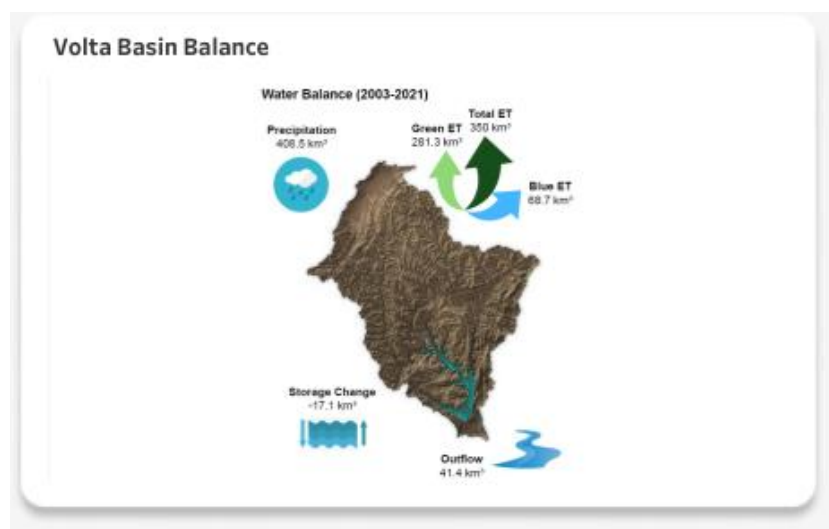 Volta Basin Balance
Water Balance (2003-2021)
Total ET
350 km³
Precipitation
408.5 km³
Green ET
281.3 km³
Blue ET
68.7 km³
Storage Change
-17.1 km³
Outflow
41.4 km³